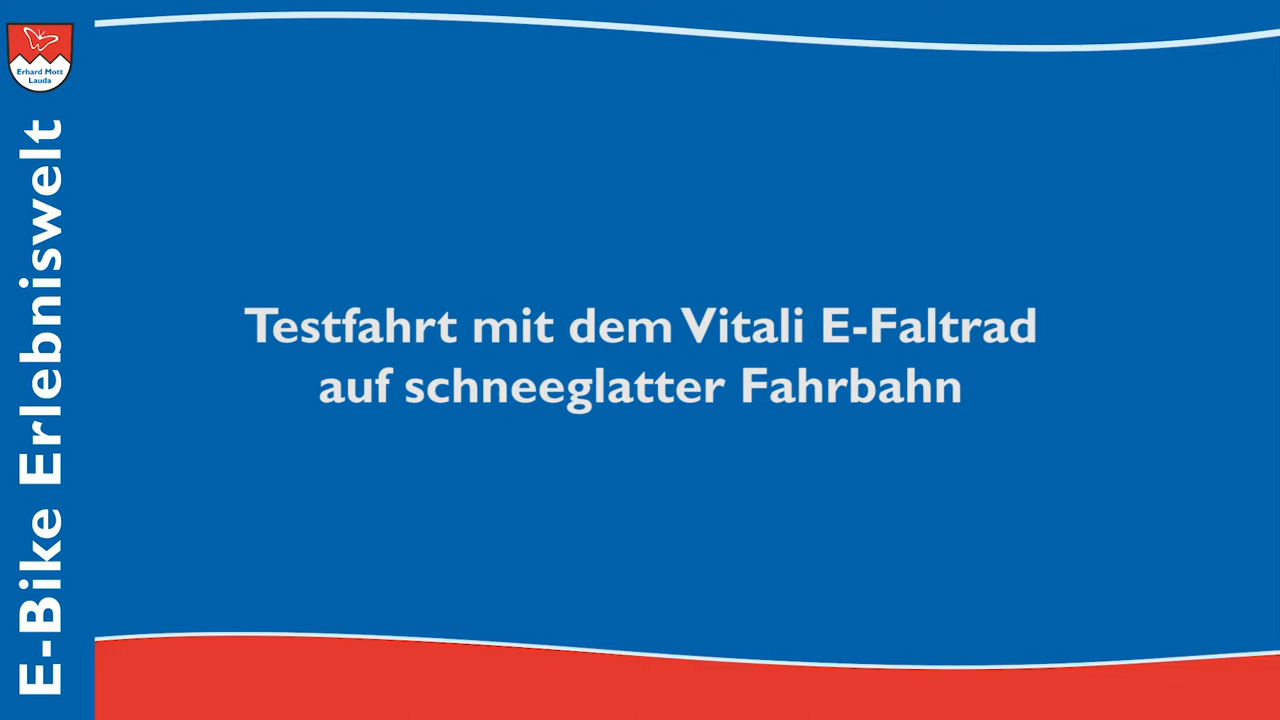 Erhard Mott
Lauda
E-Bike Erlebniswelt
Testfahrt mit dem Vitali E-Faltrad
auf schneeglatter Fahrbahn